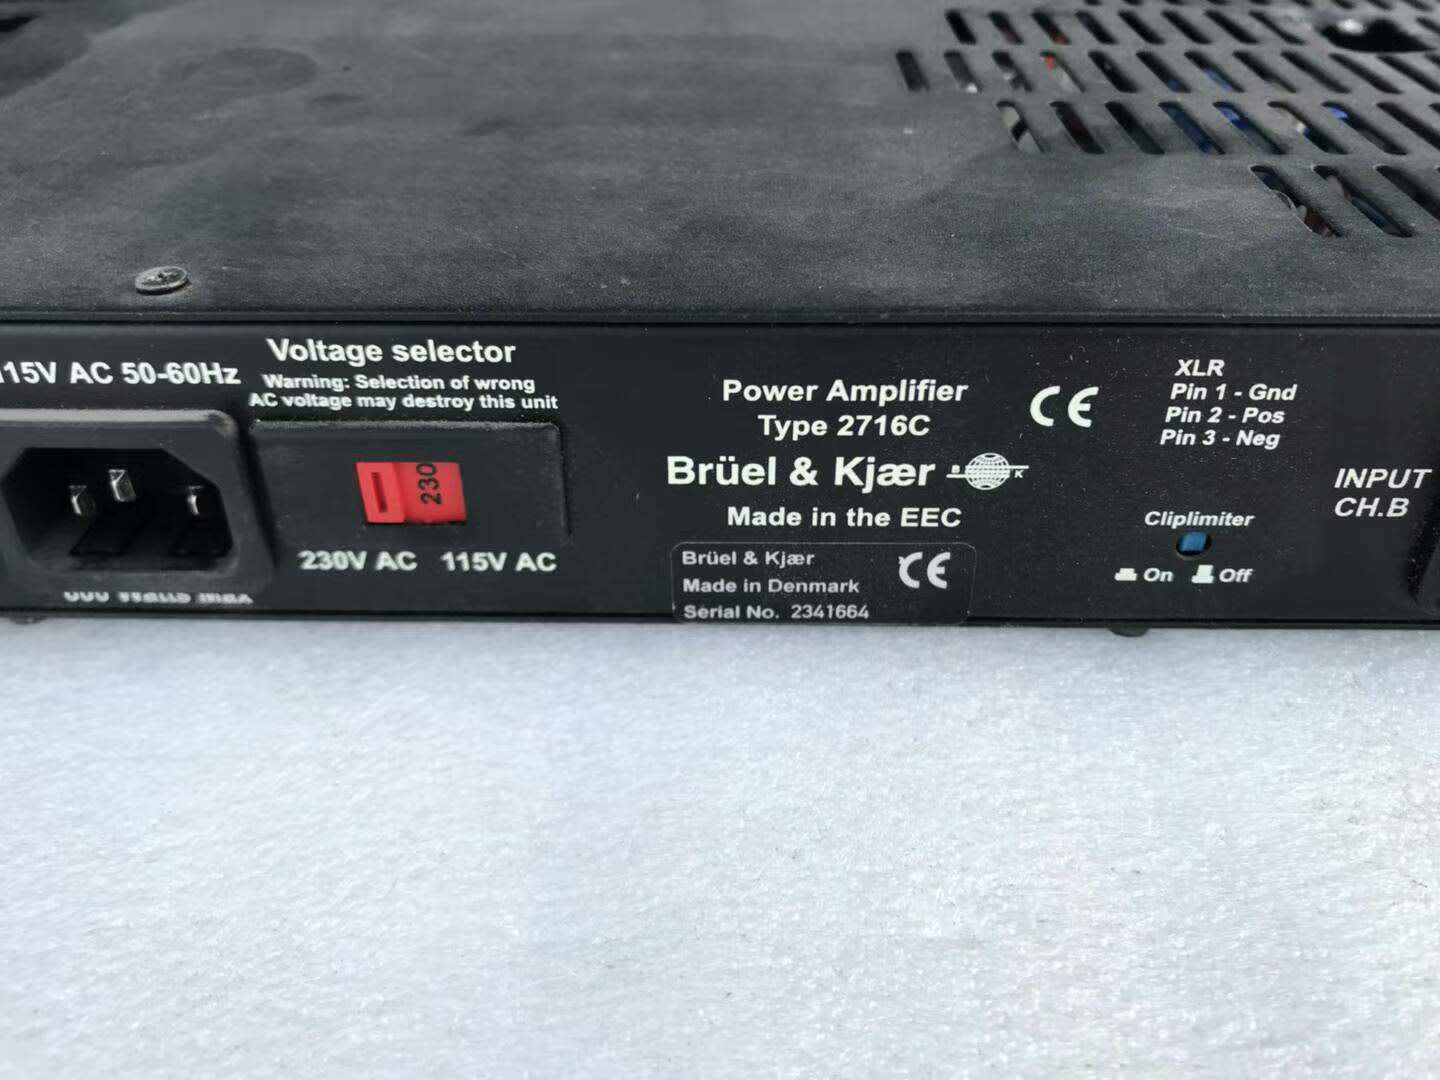 115V AC 50-60Hz
Voltage selector
Warning: Selection of wrong
AC voltage may destroy this unit
230
230V AC 115V AC
Watts max
Power Amplifier
Type 2716C
Brüel & Kjær B K
Made in the EEC
CE
Brüel & Kjær
Made in Denmark
Serial No. 2341664
CE
XLR
Pin 1 - Gnd
Pin 2 - Pos
Pin 3 - Neg
Cliplimiter
On Off
INPUT
CH.B